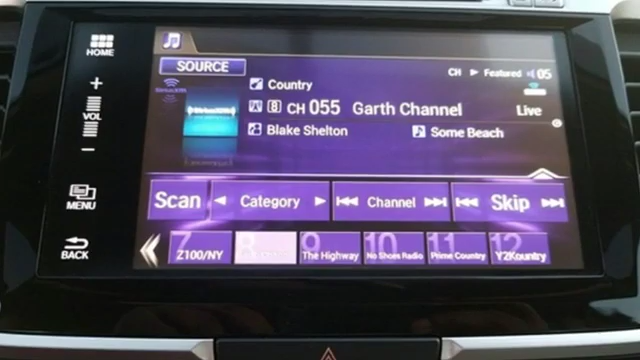 HOME
SOURCE
CH ► Featured 05
SiriusXM
Country
+
VOL
−
8 CH 055 Garth Channel Live
Blake Shelton Some Beach
MENU
Scan ◄ Category ► Channel Skip
BACK
7 8 9 10 11 12
Z100/NY The Highway No Shoes Radio Prime Country Y2Kountry